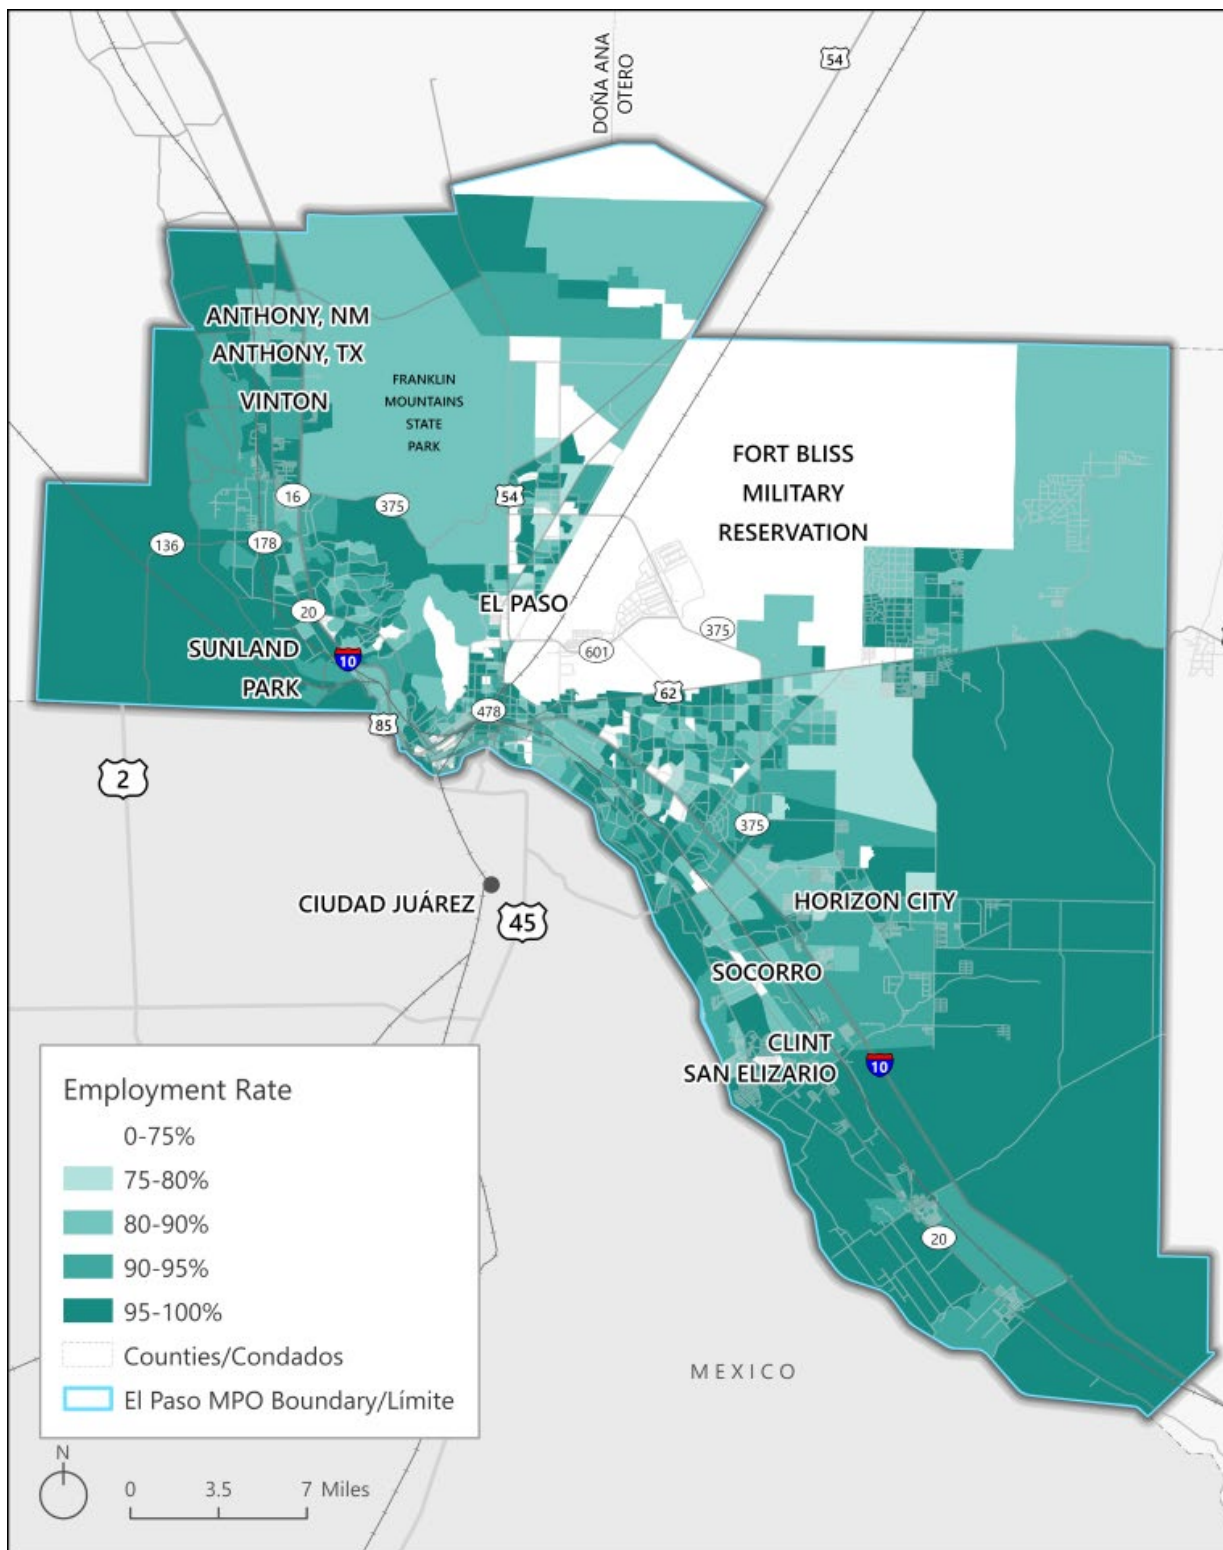 DOÑA ANA
OTERO
54
ANTHONY, NM
ANTHONY, TX
VINTON
FRANKLIN
MOUNTAINS
STATE
PARK
FORT BLISS
MILITARY
RESERVATION
16
375
54
136
178
EL PASO
20
375
601
SUNLAND
PARK
10
62
85
478
2
375
CIUDAD JUÁREZ
45
HORIZON CITY
SOCORRO
CLINT
SAN ELIZARIO
10
20
MEXICO
Employment Rate
0-75%
75-80%
80-90%
90-95%
95-100%
Counties/Condados
El Paso MPO Boundary/Límite
N
0 3.5 7 Miles